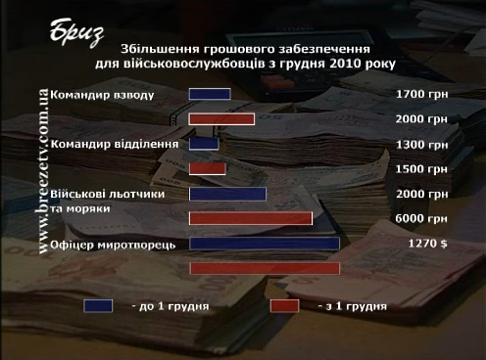 Бриз
Збільшення грошового забезпечення
для військовослужбовців з грудня 2010 року
Командир взводу
1700 грн
2000 грн
Командир відділення
1300 грн
1500 грн
Військові льотчики
та моряки
2000 грн
6000 грн
Офіцер миротворець
1270 $
- до 1 грудня
- з 1 грудня
www.breezetv.com.ua